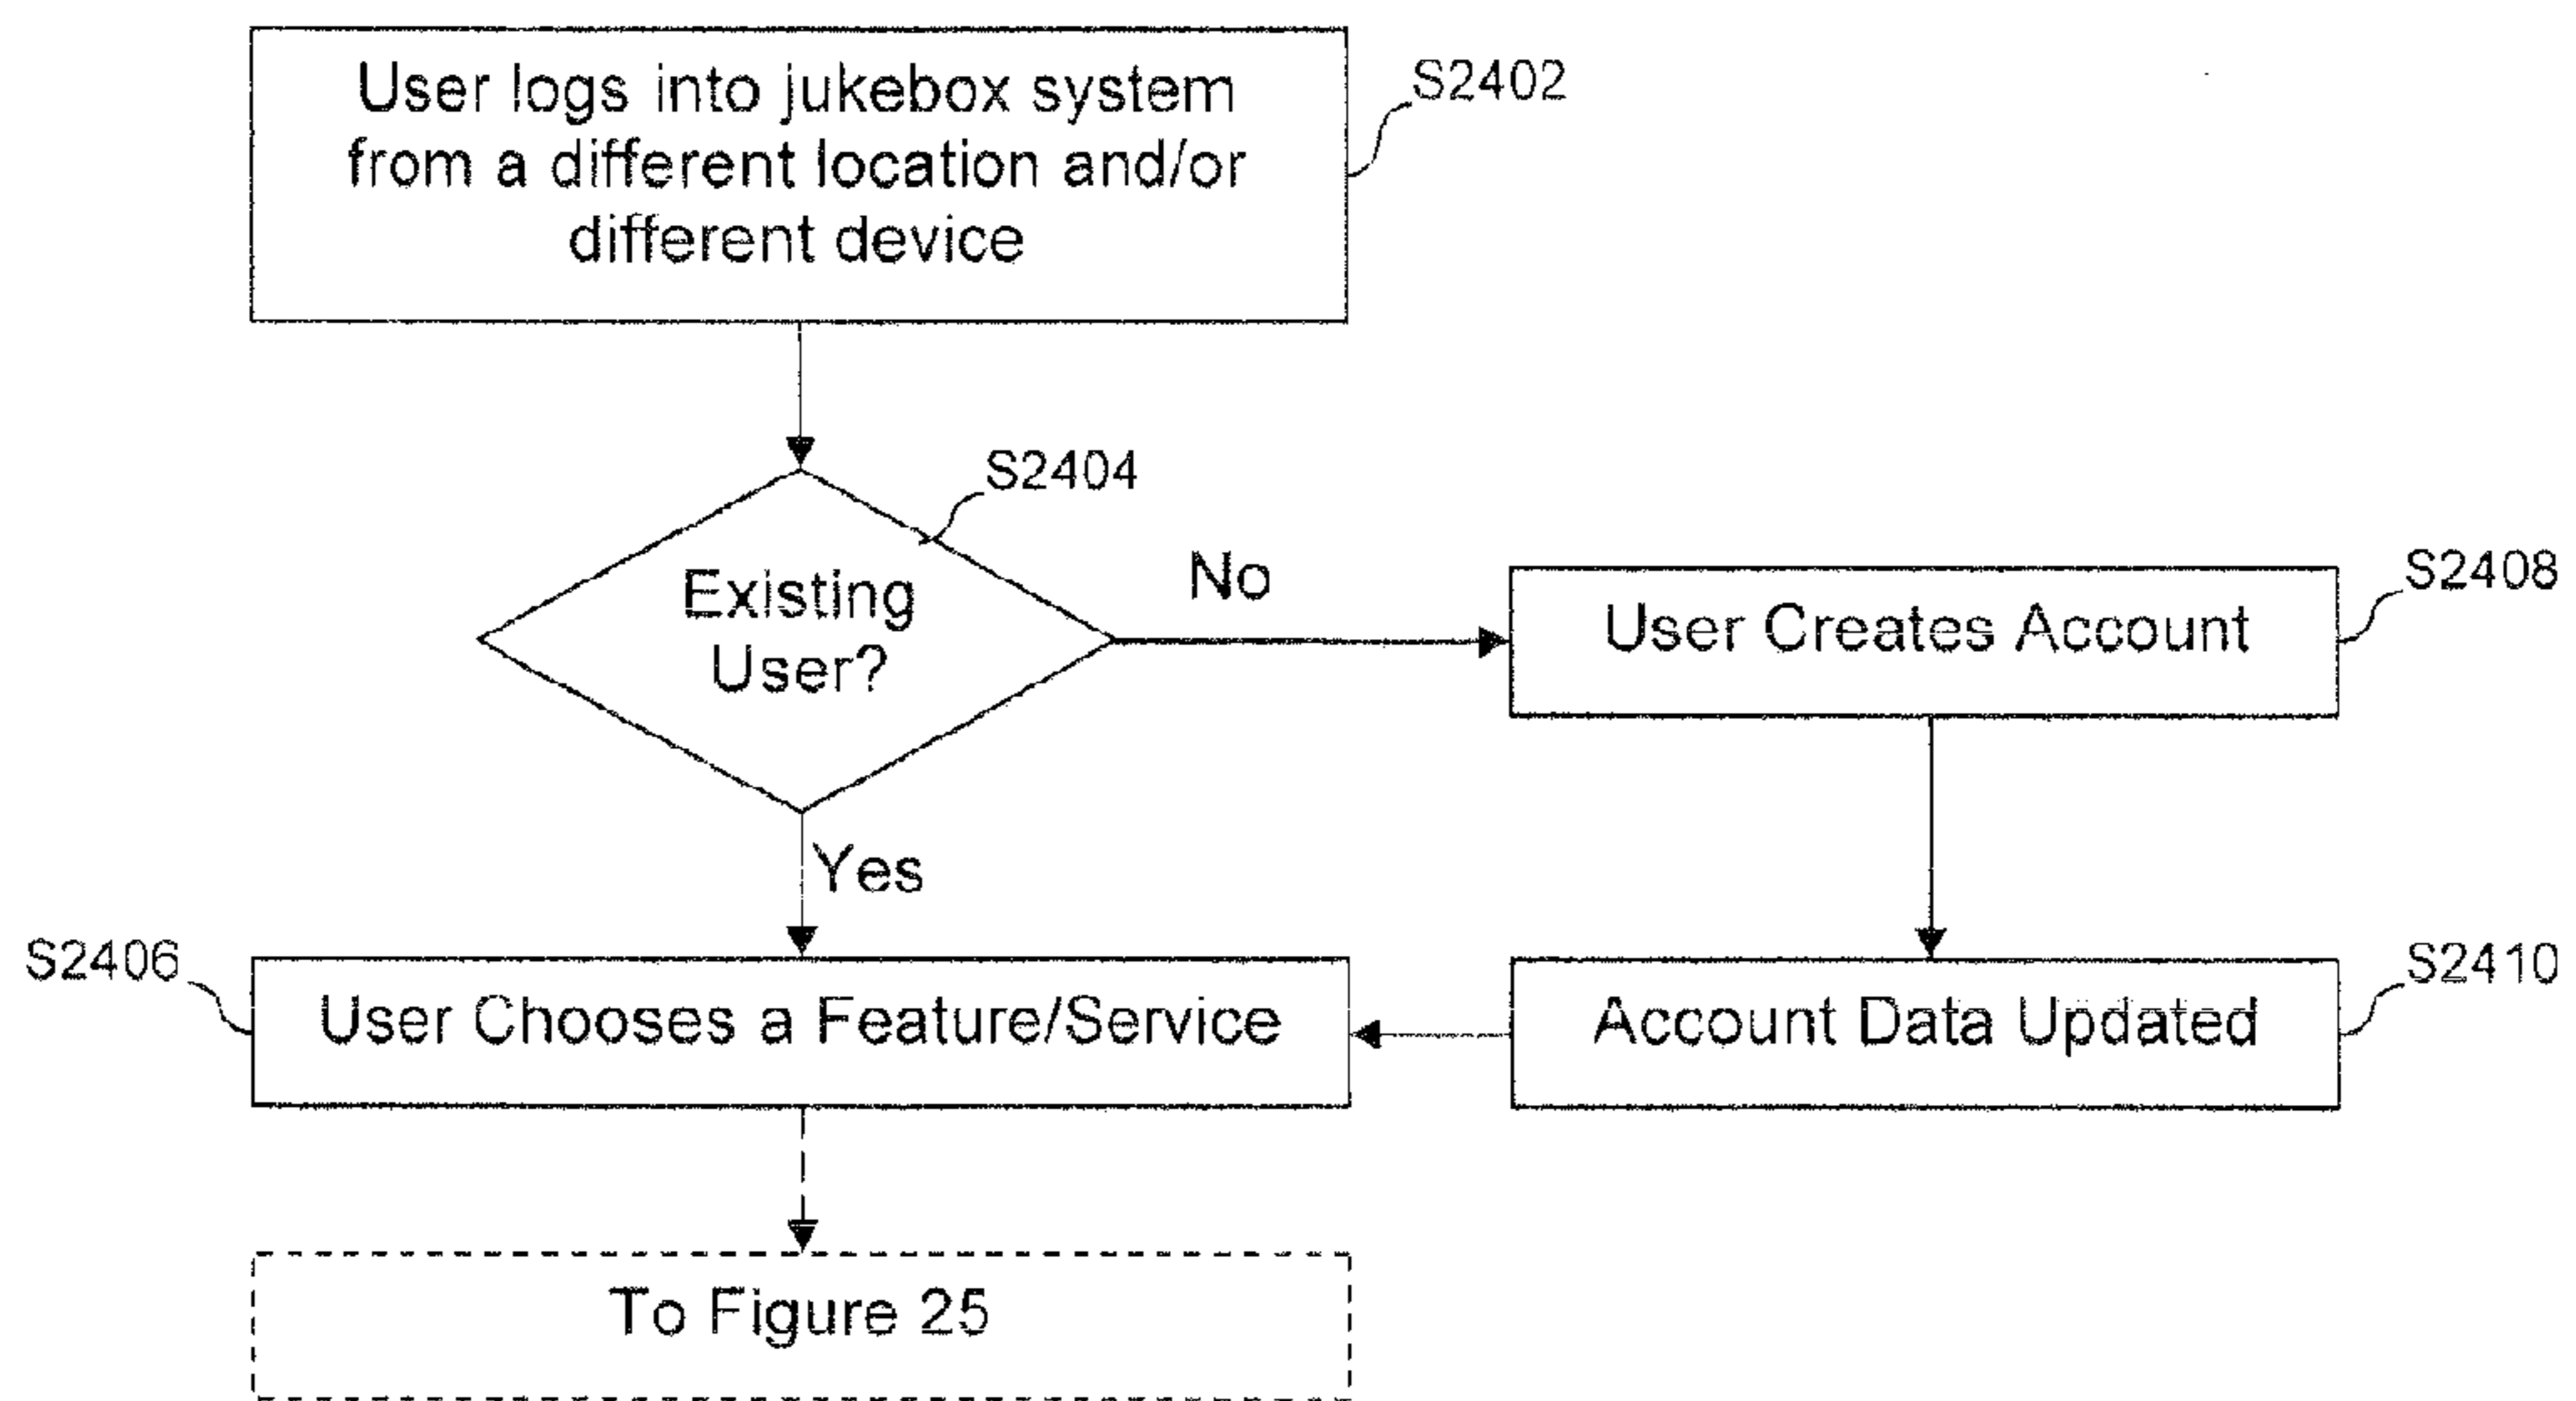 User logs into jukebox system
from a different location and/or
different device
S2402
S2404
Existing
User?
No
User Creates Account
S2408
Yes
S2406
User Chooses a Feature/Service
Account Data Updated
S2410
To Figure 25